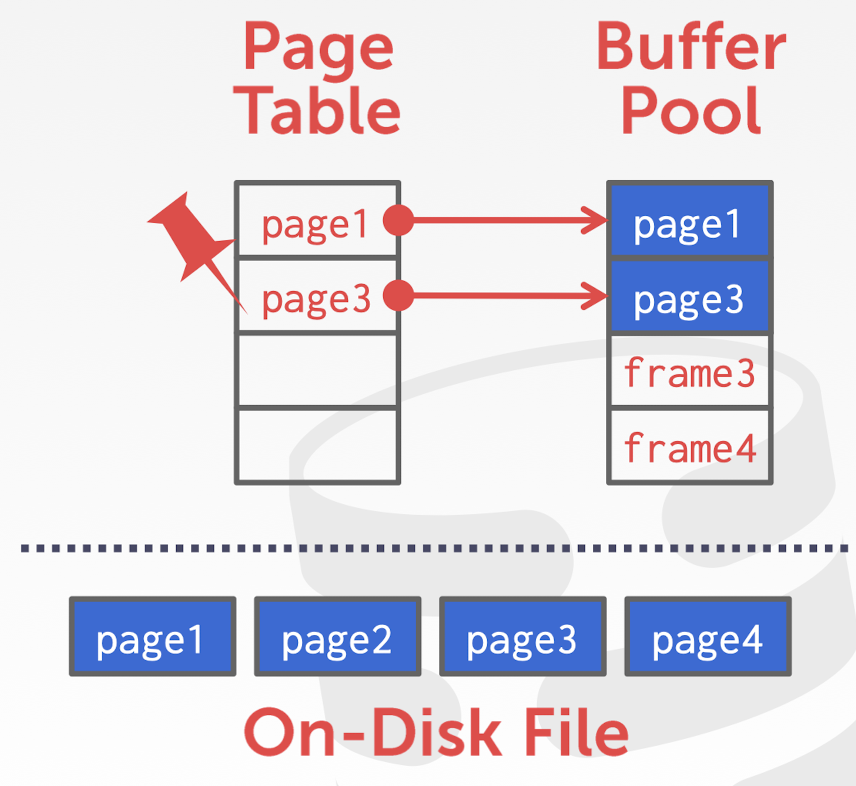 Page
Table
Buffer
Pool
page1
page3
page1
page3
frame3
frame4
page1
page2
page3
page4
On-Disk File